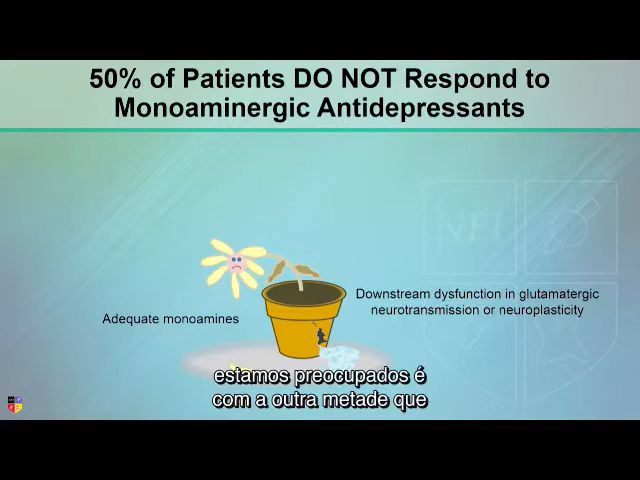 50% of Patients DO NOT Respond to
Monoaminergic Antidepressants
NEI
Adequate monoamines
Downstream dysfunction in glutamatergic
neurotransmission or neuroplasticity
estamos preocupados é
com a outra metade que